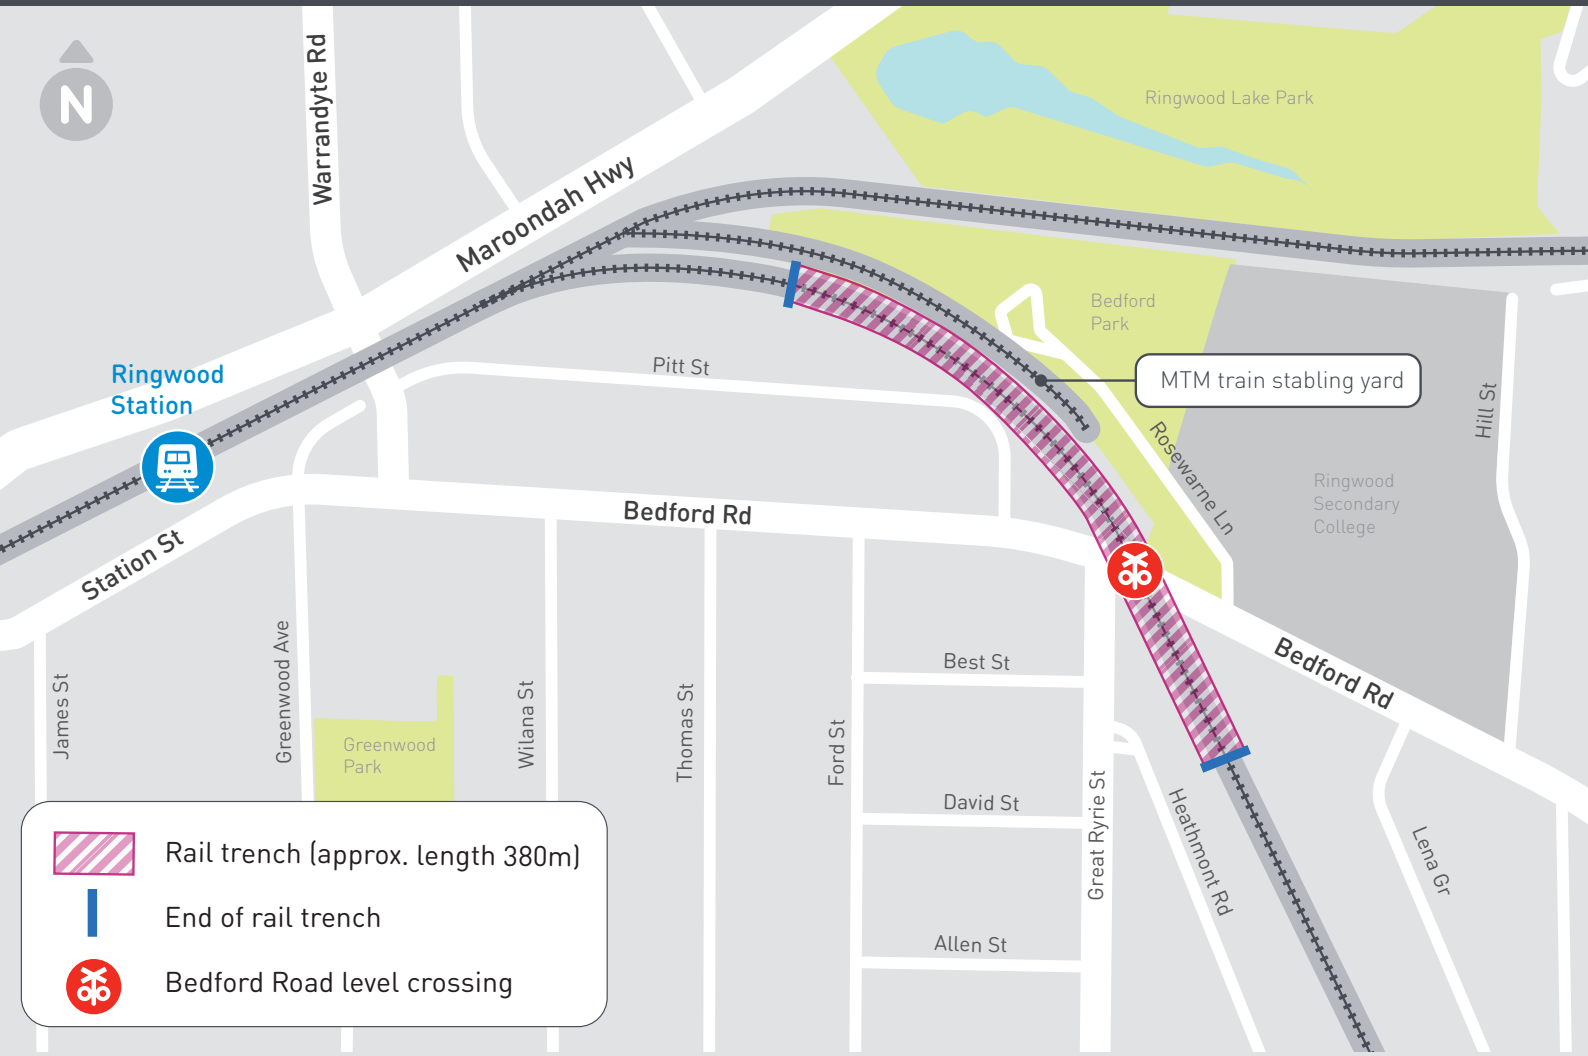 N
Warrandyte Rd
Maroondah Hwy
Ringwood Lake Park
Ringwood
Station
Pitt St
Bedford
Park
MTM train stabling yard
Hill St
Rosewarne Ln
Ringwood
Secondary
College
Bedford Rd
Station St
James St
Greenwood Ave
Greenwood
Park
Wilana St
Thomas St
Ford St
Best St
David St
Allen St
Great Ryrie St
Heathmont Rd
Bedford Rd
Lena Gr
Rail trench (approx. length 380m)
End of rail trench
Bedford Road level crossing